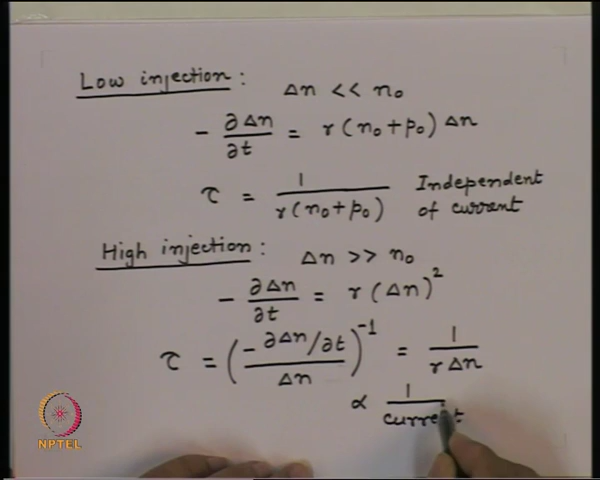 Low injection : Δn << n₀
- ∂Δn/∂t = r(n₀+p₀) Δn
τ = 1/r(n₀+p₀) Independent of current
High injection : Δn >> n₀
- ∂Δn/∂t = r(Δn)²
τ = (-∂Δn/∂t / Δn)⁻¹ = 1/rΔn
∝ 1/current
NPTEL